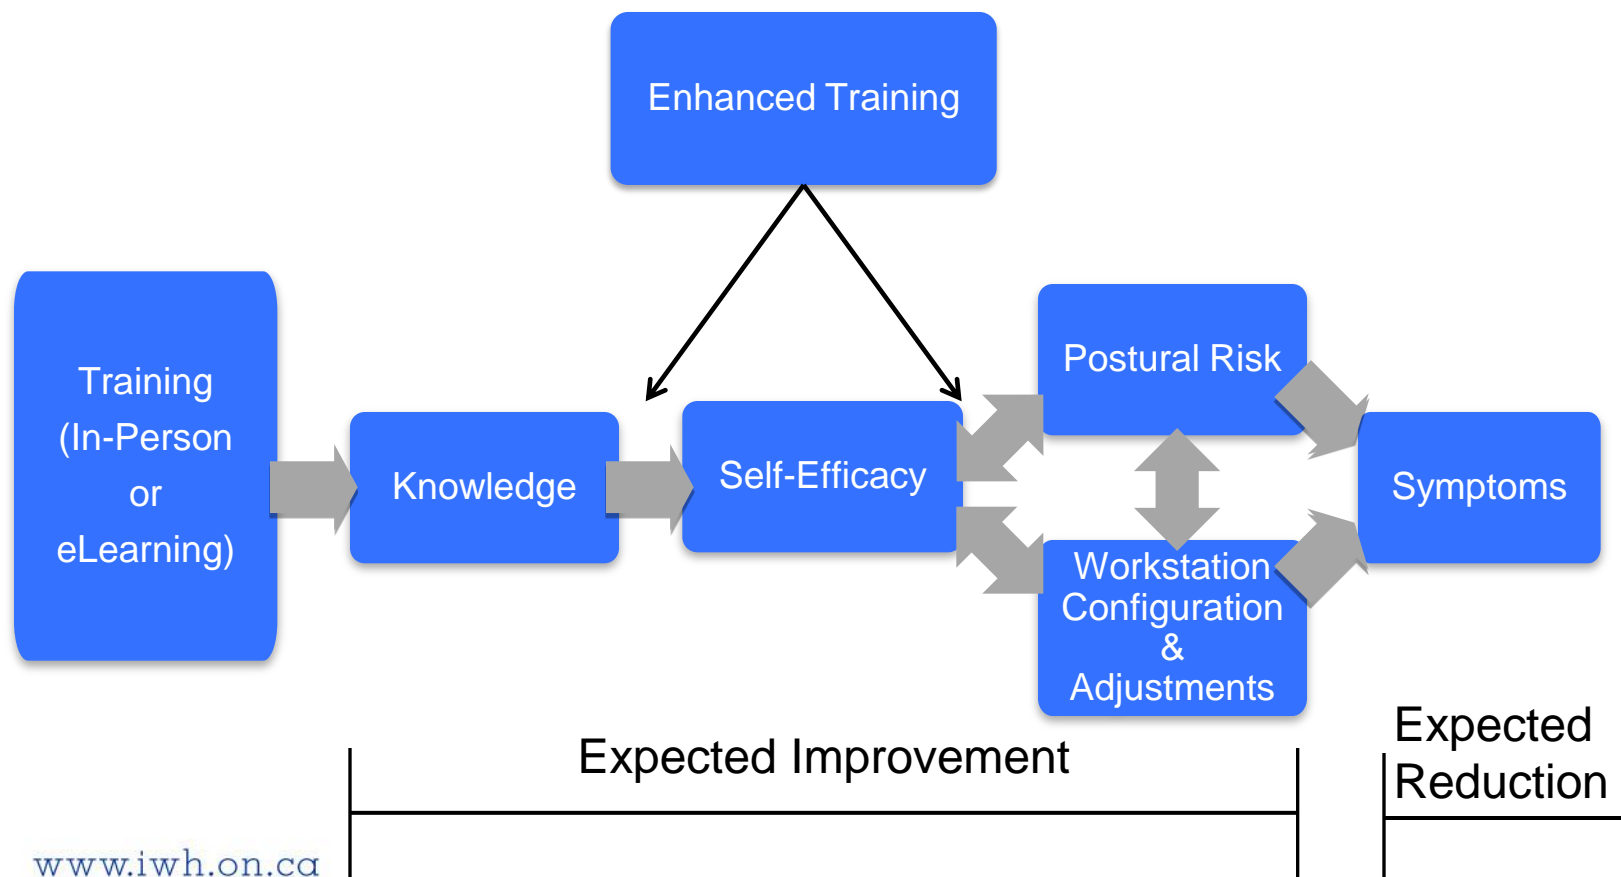 Enhanced Training
Training
(In-Person
or
eLearning)
Knowledge
Self-Efficacy
Postural Risk
Workstation
Configuration
&
Adjustments
Symptoms
Expected Improvement
Expected
Reduction
www.iwh.on.ca